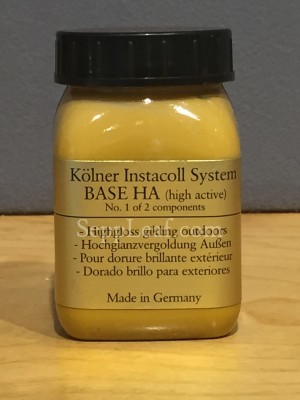 Kölner Instacoll System
BASE HA (high active)
No. 1 of 2 components
- Highgloss gilding outdoors
- Hochglanzvergoldung Außen
- Pour dorure brillante extérieur
- Dorado brillo para exteriores
Made in Germany